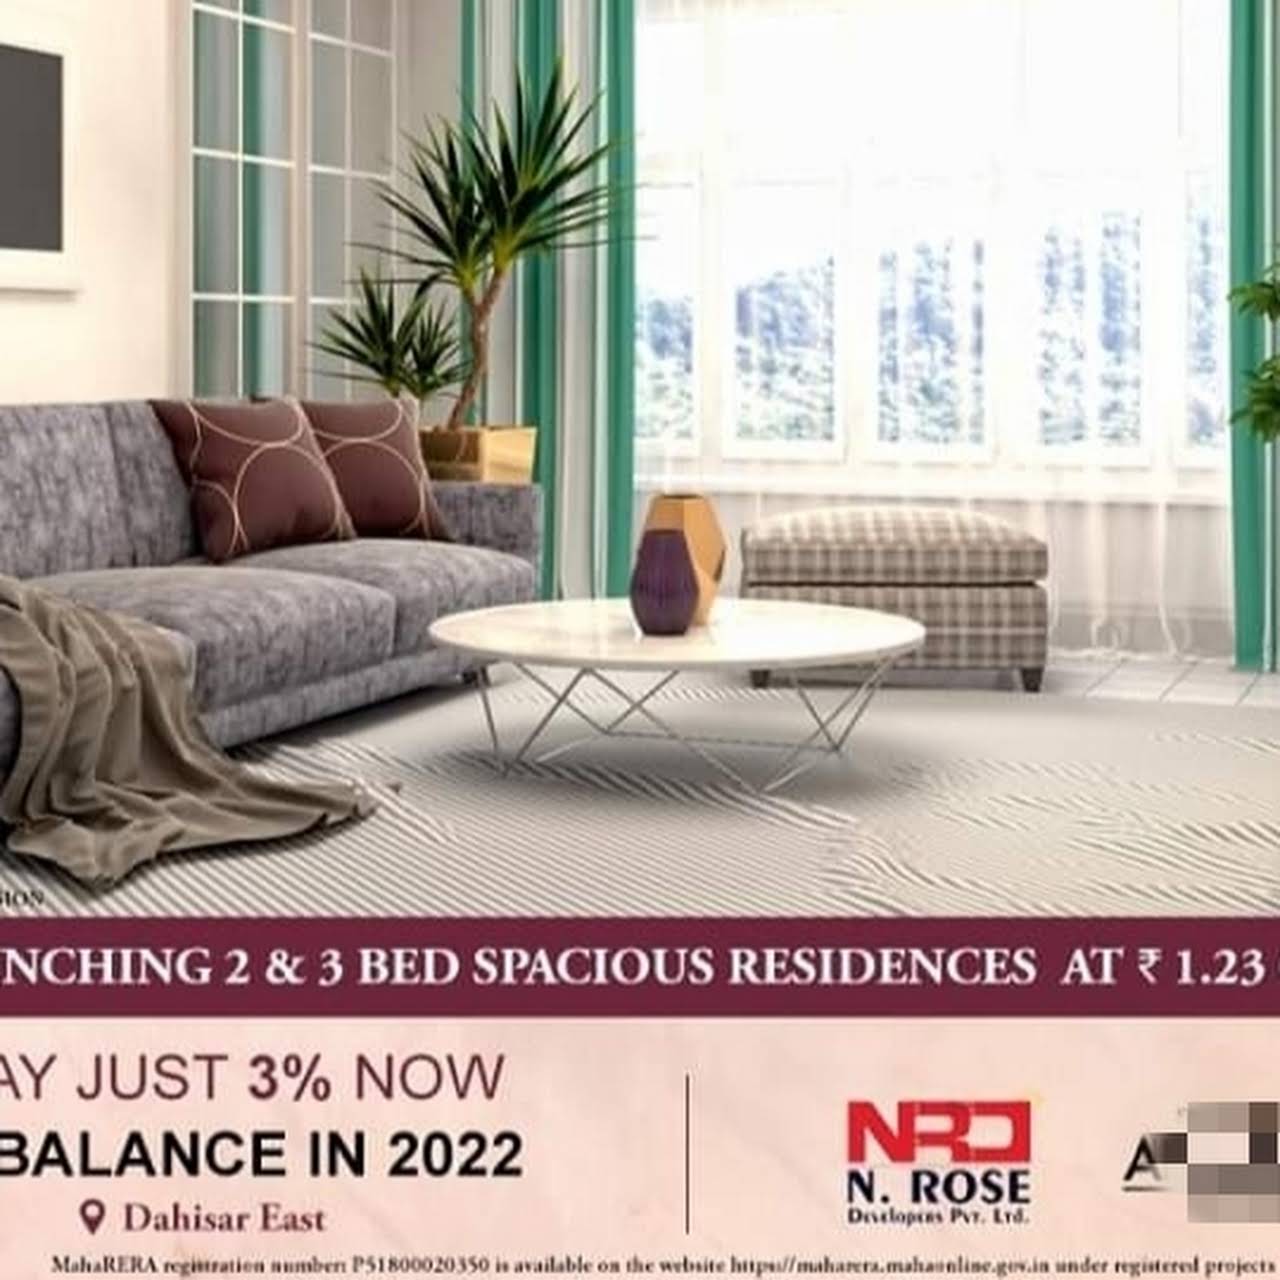 SION
NCHING 2 & 3 BED SPACIOUS RESIDENCES AT ₹ 1.23
AY JUST 3% NOW
BALANCE IN 2022
Dahisar East
NRD
N. ROSE
Developers Pvt. Ltd.
A
MahaRERA registration number: P51800020350 is available on the website https://maharera.mahaonline.gov.in under registered projects